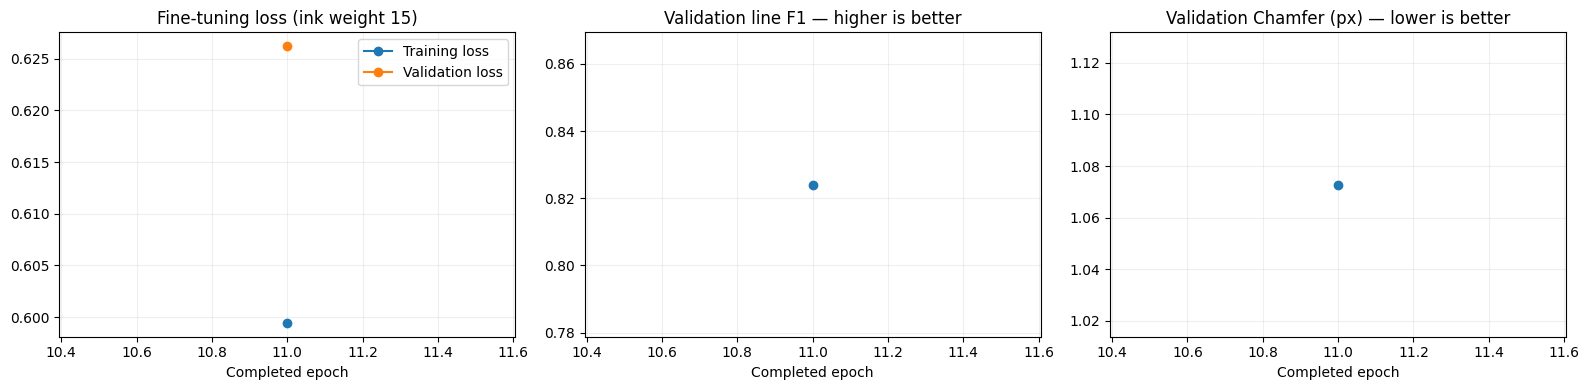 Fine-tuning loss (ink weight 15)
Training loss
Validation loss
0.625
0.620
0.615
0.610
0.605
0.600
10.4 10.6 10.8 11.0 11.2 11.4 11.6
Completed epoch
Validation line F1 — higher is better
0.86
0.84
0.82
0.80
0.78
10.4 10.6 10.8 11.0 11.2 11.4 11.6
Completed epoch
Validation Chamfer (px) — lower is better
1.12
1.10
1.08
1.06
1.04
1.02
10.4 10.6 10.8 11.0 11.2 11.4 11.6
Completed epoch